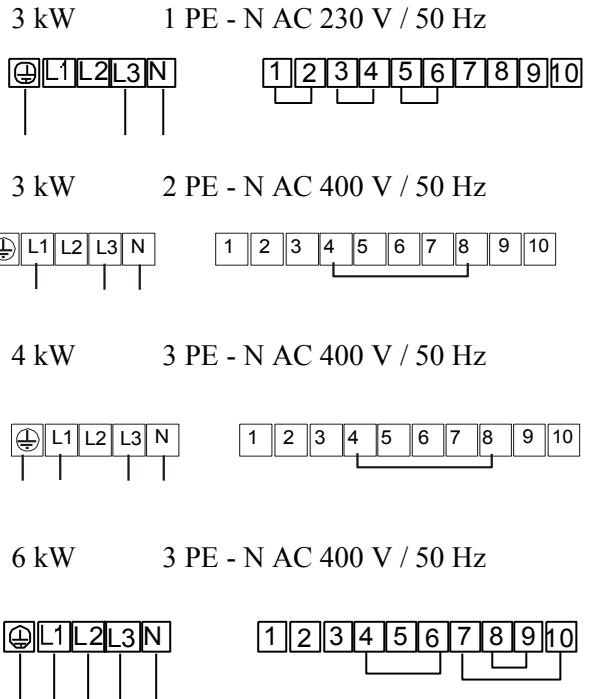 3 kW 1 PE - N AC 230 V / 50 Hz
L1 L2 L3 N 1 2 3 4 5 6 7 8 9 10
3 kW 2 PE - N AC 400 V / 50 Hz
L1 L2 L3 N 1 2 3 4 5 6 7 8 9 10
4 kW 3 PE - N AC 400 V / 50 Hz
L1 L2 L3 N 1 2 3 4 5 6 7 8 9 10
6 kW 3 PE - N AC 400 V / 50 Hz
L1 L2 L3 N 1 2 3 4 5 6 7 8 9 10